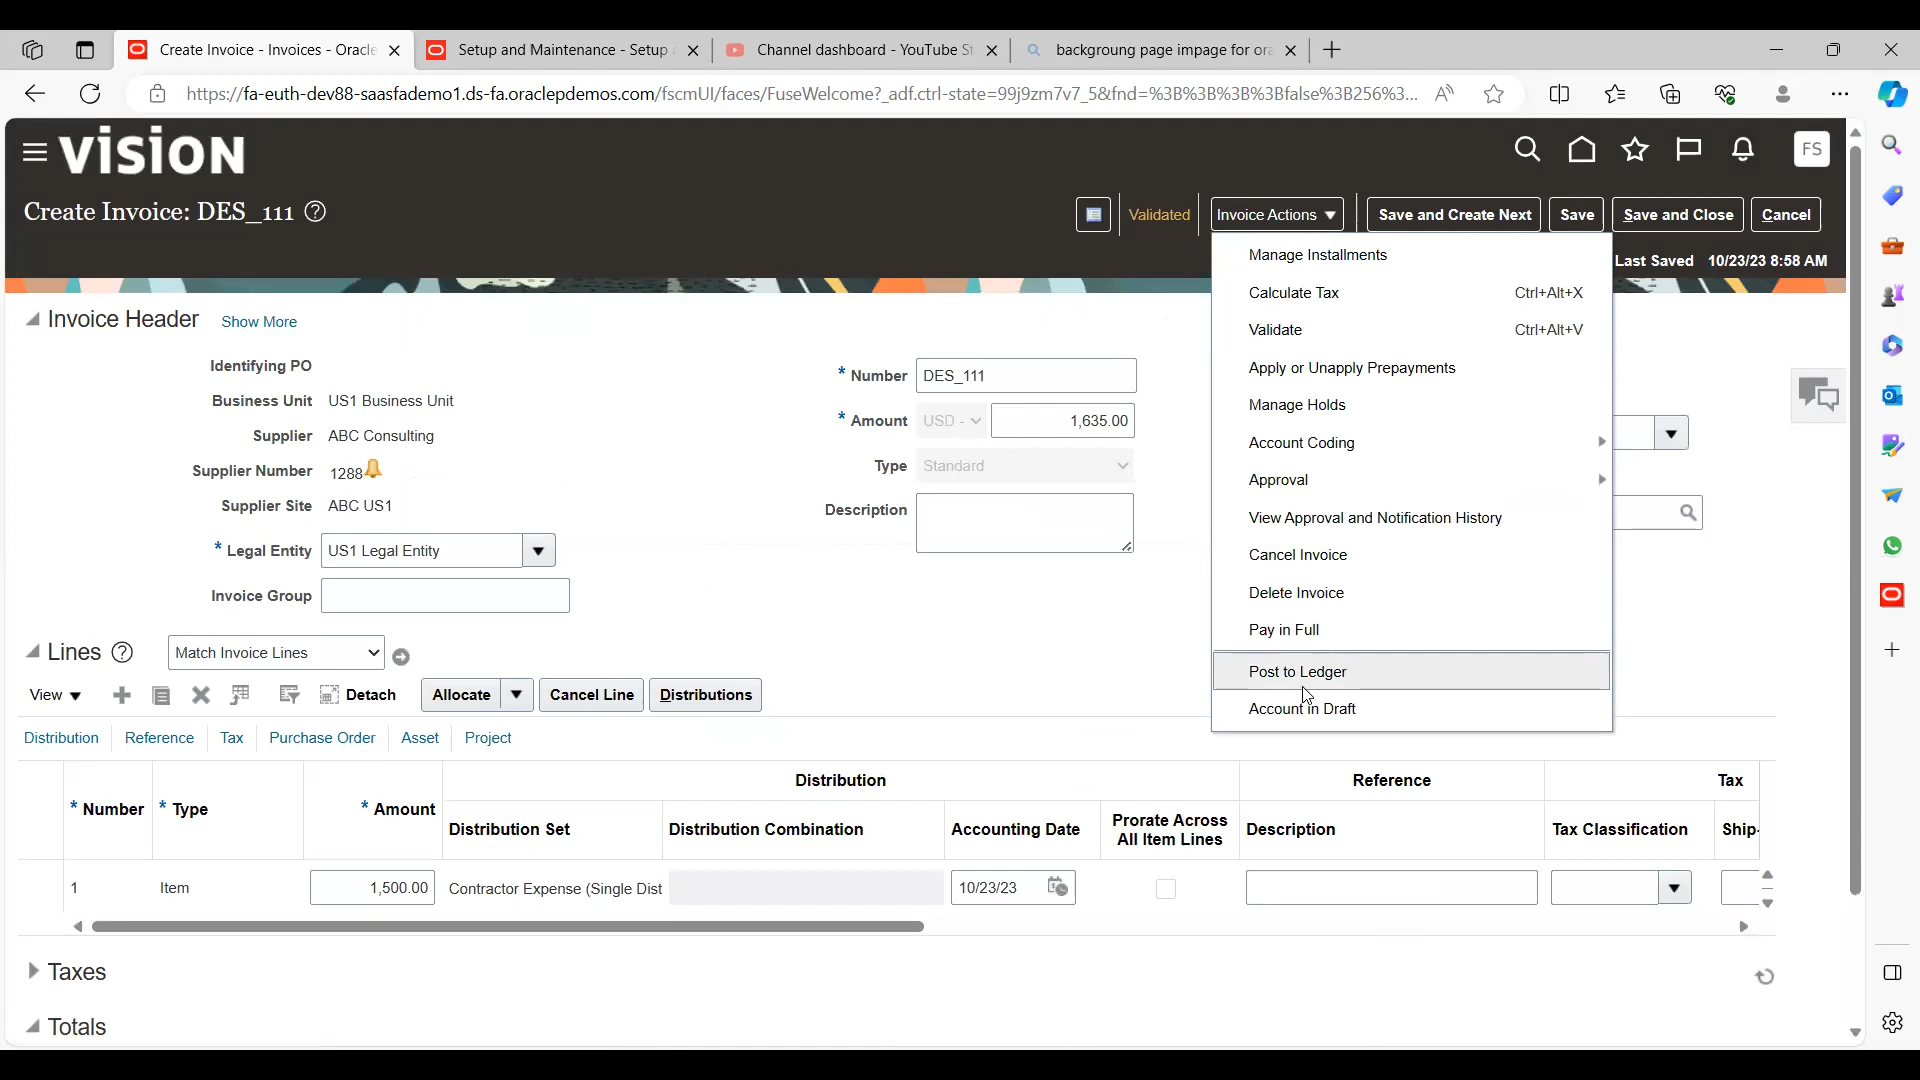 Create Invoice - Invoices - Oracle
Setup and Maintenance - Setup
Channel dashboard - YouTube St
backgroung page impage for ora
https://fa-euth-dev88-saasfademo1.ds-fa.oraclepdemos.com/fscmUI/faces/FuseWelcome?_adf.ctrl-state=99j9zm7v7_5&fnd=%3B%3B%3B%3Bfalse%3B256%3...
VISION
FS
Create Invoice: DES_111
Validated
Invoice Actions
Save and Create Next
Save
Save and Close
Cancel
Last Saved 10/23/23 8:58 AM
Manage Installments
Calculate Tax Ctrl+Alt+X
Validate Ctrl+Alt+V
Apply or Unapply Prepayments
Manage Holds
Account Coding
Approval
View Approval and Notification History
Cancel Invoice
Delete Invoice
Pay in Full
Post to Ledger
Account in Draft
Invoice Header Show More
Identifying PO
Business Unit US1 Business Unit
Supplier ABC Consulting
Supplier Number 1288
Supplier Site ABC US1
* Legal Entity US1 Legal Entity
Invoice Group
* Number DES_111
* Amount USD - 1,635.00
Type Standard
Description
Lines Match Invoice Lines
View Detach Allocate Cancel Line Distributions
Distribution Reference Tax Purchase Order Asset Project
Distribution Reference Tax
* Number * Type * Amount Distribution Set Distribution Combination Accounting Date Prorate Across All Item Lines Description Tax Classification Ship-
1 Item 1,500.00 Contractor Expense (Single Dist 10/23/23
Taxes
Totals